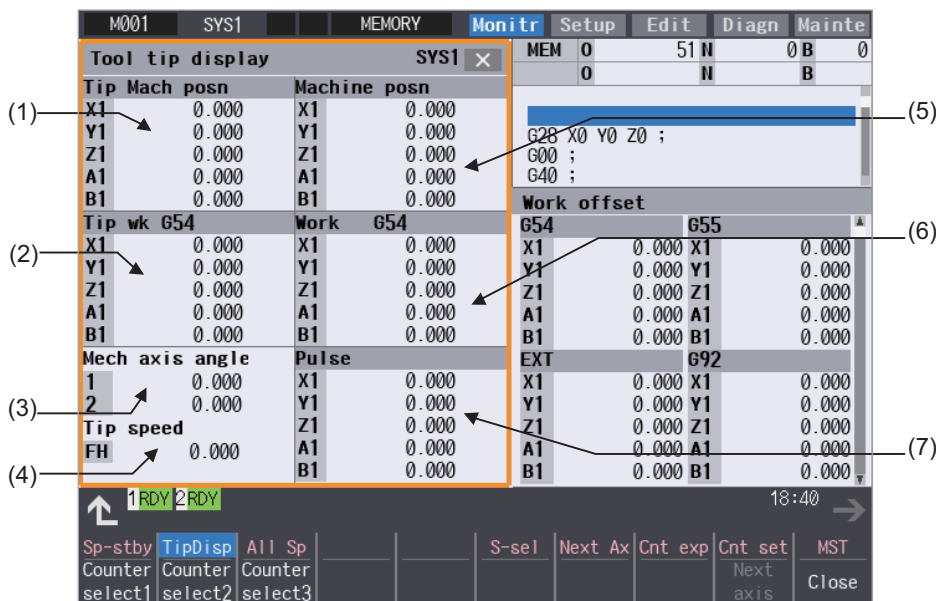 M001 SYS1 MEMORY Monitr Setup Edit Diagn Mainte
Tool tip display SYS1 ×
MEM O 51 N 0 B 0
O N B
G28 X0 Y0 Z0 ;
G00 ;
G40 ;
(1)
Tip Mach posn
X1 0.000
Y1 0.000
Z1 0.000
A1 0.000
B1 0.000
Machine posn
X1 0.000
Y1 0.000
Z1 0.000
A1 0.000
B1 0.000
(5)
(2)
Tip wk G54
X1 0.000
Y1 0.000
Z1 0.000
A1 0.000
B1 0.000
Work G54
X1 0.000
Y1 0.000
Z1 0.000
A1 0.000
B1 0.000
(6)
(3)
Mech axis angle
1 0.000
2 0.000
(4)
Tip speed
FH 0.000
Pulse
X1 0.000
Y1 0.000
Z1 0.000
A1 0.000
B1 0.000
(7)
Work offset
G54 G55
X1 0.000 X1 0.000
Y1 0.000 Y1 0.000
Z1 0.000 Z1 0.000
A1 0.000 A1 0.000
B1 0.000 B1 0.000
EXT G92
X1 0.000 X1 0.000
Y1 0.000 Y1 0.000
Z1 0.000 Z1 0.000
A1 0.000 A1 0.000
B1 0.000 B1 0.000
1 RDY 2 RDY 18:40
Sp-stby TipDisp All Sp S-sel Next Ax Cnt exp Cnt set MST
Counter Counter Counter Next Close
select1 select2 select3 axis